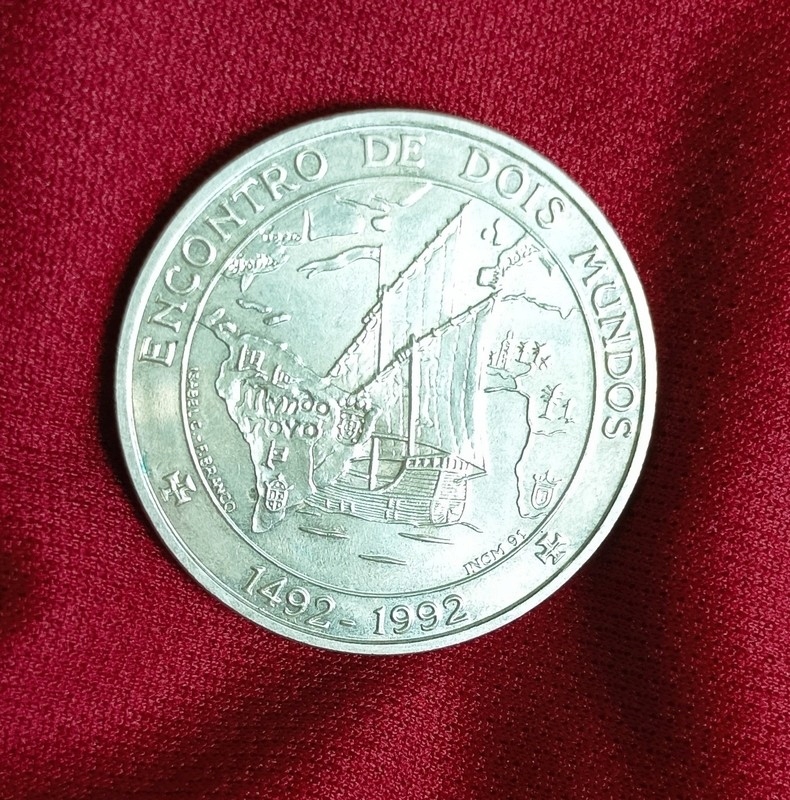 ENCONTRO DE DOIS MUNDOS
Mvndo
novo
INCM 91
1492-1992